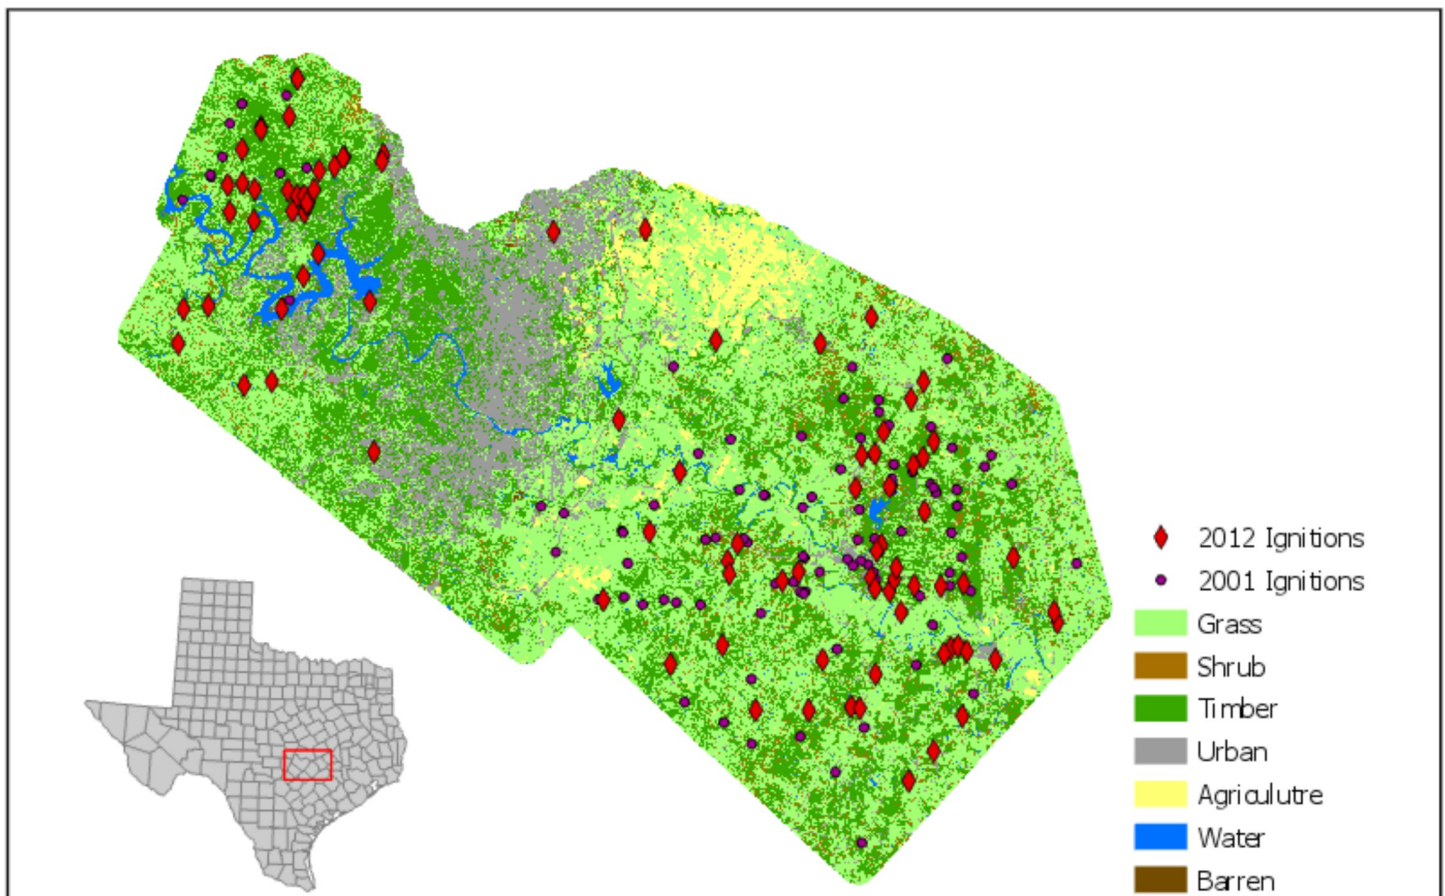 2012 Ignitions
2001 Ignitions
Grass
Shrub
Timber
Urban
Agriculutre
Water
Barren